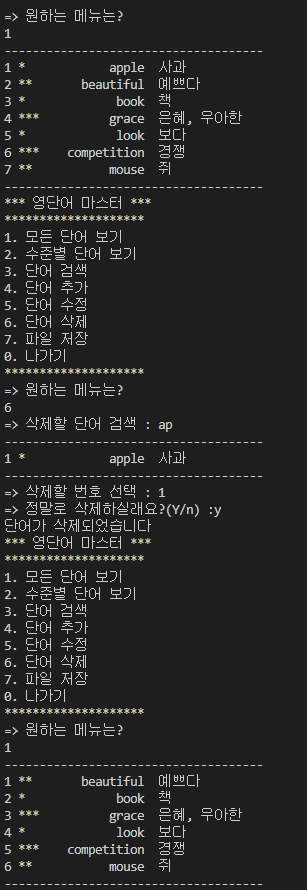 => 원하는 메뉴는?
1
--------------------------------
1 * apple 사과
2 ** beautiful 예쁘다
3 * book 책
4 *** grace 은혜, 우아한
5 * look 보다
6 *** competition 경쟁
7 ** mouse 쥐
--------------------------------
*** 영단어 마스터 ***
********************
1. 모든 단어 보기
2. 수준별 단어 보기
3. 단어 검색
4. 단어 추가
5. 단어 수정
6. 단어 삭제
7. 파일 저장
0. 나가기
********************
=> 원하는 메뉴는?
6
=> 삭제할 단어 검색 : ap
--------------------------------
1 * apple 사과
--------------------------------
=> 삭제할 번호 선택 : 1
=> 정말로 삭제하실래요?(Y/n) :y
단어가 삭제되었습니다
*** 영단어 마스터 ***
********************
1. 모든 단어 보기
2. 수준별 단어 보기
3. 단어 검색
4. 단어 추가
5. 단어 수정
6. 단어 삭제
7. 파일 저장
0. 나가기
********************
=> 원하는 메뉴는?
1
--------------------------------
1 ** beautiful 예쁘다
2 * book 책
3 *** grace 은혜, 우아한
4 * look 보다
5 *** competition 경쟁
6 ** mouse 쥐
--------------------------------